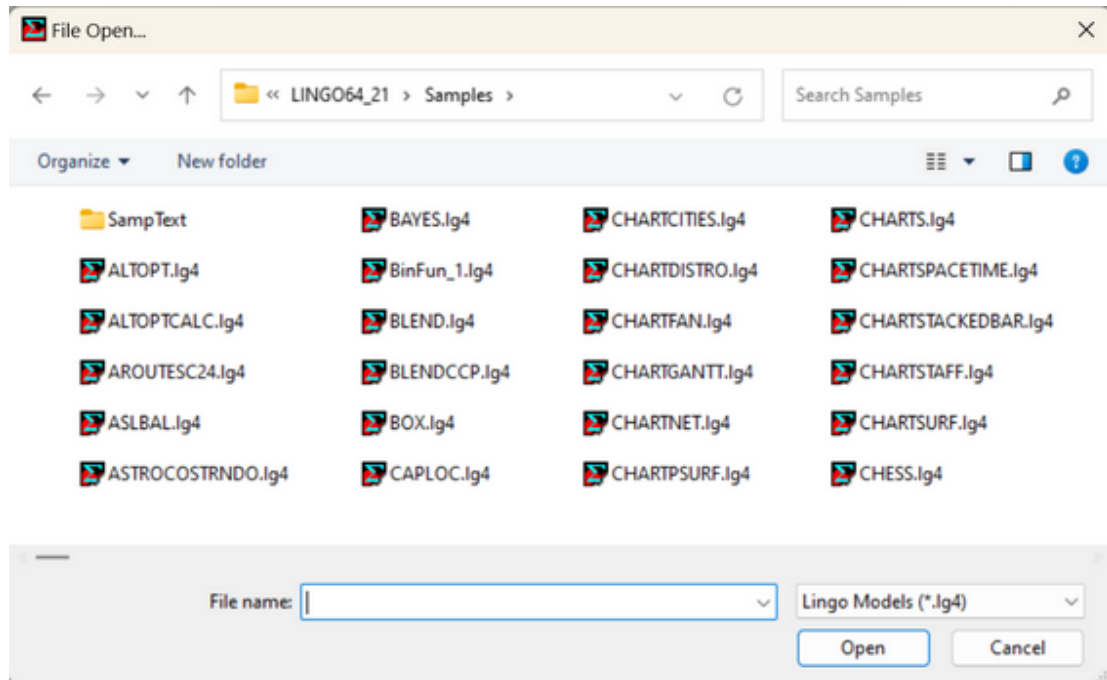 File Open...
« LINGO64_21 › Samples ›
Search Samples
Organize
New folder
SampText
BAYES.lg4
CHARTCITIES.lg4
CHARTS.lg4
ALTOPT.lg4
BinFun_1.lg4
CHARTDISTRO.lg4
CHARTSPACETIME.lg4
ALTOPTCALC.lg4
BLEND.lg4
CHARTFAN.lg4
CHARTSTACKEDBAR.lg4
AROUTESC24.lg4
BLENDCCP.lg4
CHARTGANTT.lg4
CHARTSTAFF.lg4
ASLBAL.lg4
BOX.lg4
CHARTNET.lg4
CHARTSURF.lg4
ASTROCOSTRNDO.lg4
CAPLOC.lg4
CHARTPSURF.lg4
CHESS.lg4
File name:
Lingo Models (*.lg4)
Open
Cancel